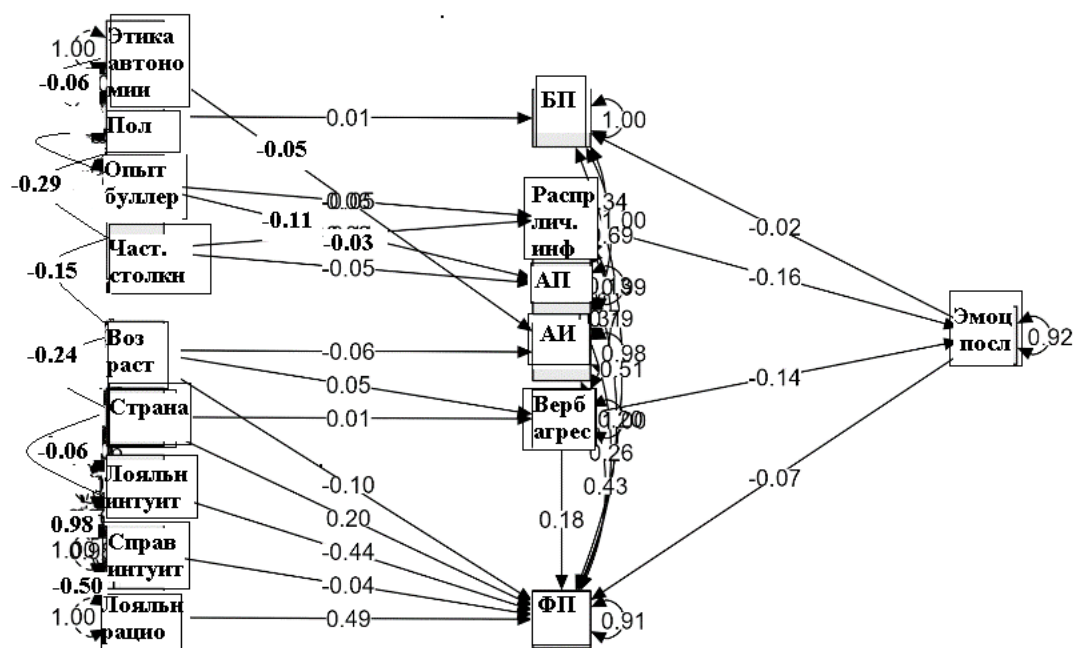 1.00
Этика
автоно
мии
-0.06
Пол
Опыт
буллер
-0.29
Част.
столкн
-0.15
Воз
раст
-0.24
Страна
-0.06
Лояльн
интуит
0.98
Справ
интуит
-0.50
1.00
Лояльн
рацио
0.01
-0.05
-0.11
-0.03
-0.05
-0.06
0.05
0.01
-0.10
0.20
-0.44
-0.04
0.49
БП
1.00
Распр
лич.
инф
АП
АИ
0.98
Верб
агрес
0.26
0.43
0.18
ФП
0.91
-0.02
-0.16
-0.14
-0.07
Эмоц
посл
0.92